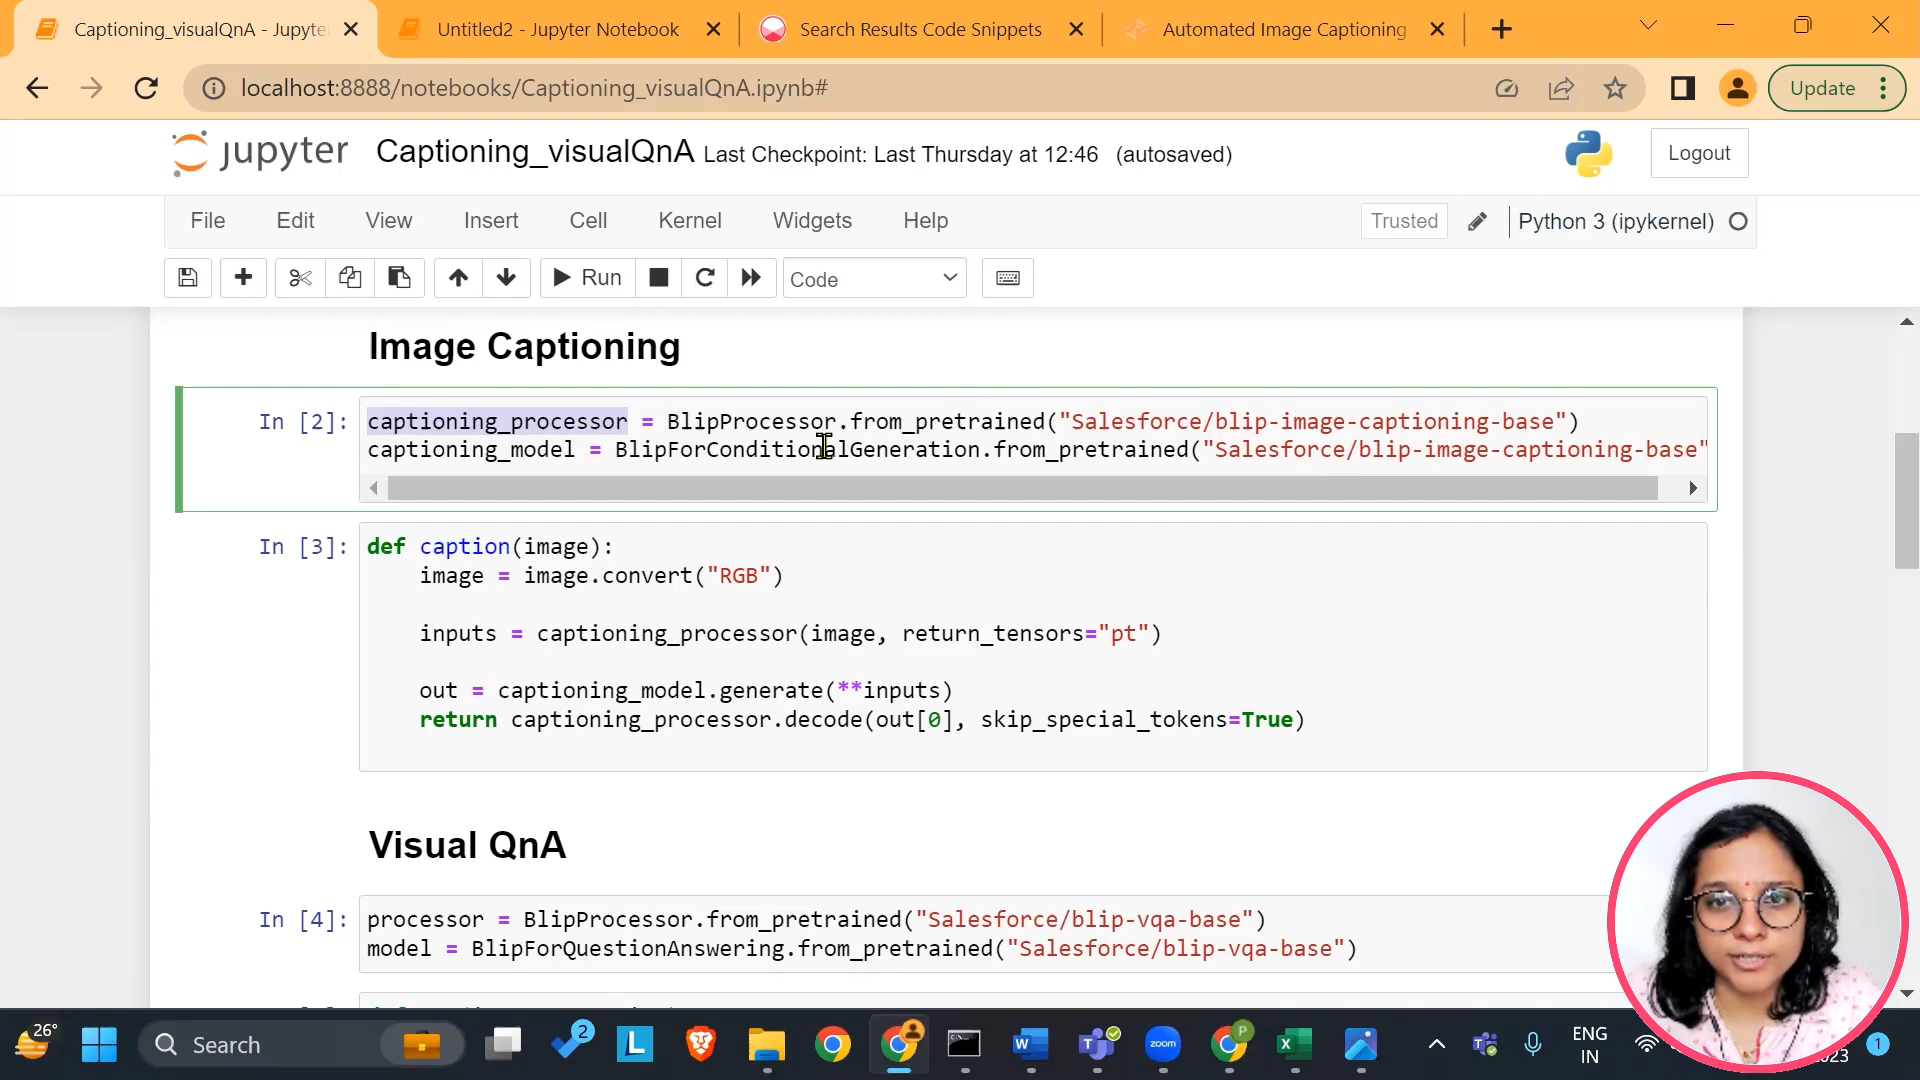 Captioning_visualQnA - Jupyte
Untitled2 - Jupyter Notebook
Search Results Code Snippets
Automated Image Captioning
localhost:8888/notebooks/Captioning_visualQnA.ipynb#
Update
jupyter
Captioning_visualQnA Last Checkpoint: Last Thursday at 12:46 (autosaved)
Logout
File Edit View Insert Cell Kernel Widgets Help
Trusted
Python 3 (ipykernel)
Run
Code
Image Captioning
In [2]: captioning_processor = BlipProcessor.from_pretrained("Salesforce/blip-image-captioning-base")
captioning_model = BlipForConditionalGeneration.from_pretrained("Salesforce/blip-image-captioning-base"
In [3]: def caption(image):
image = image.convert("RGB")
inputs = captioning_processor(image, return_tensors="pt")
out = captioning_model.generate(**inputs)
return captioning_processor.decode(out[0], skip_special_tokens=True)
Visual QnA
In [4]: processor = BlipProcessor.from_pretrained("Salesforce/blip-vqa-base")
model = BlipForQuestionAnswering.from_pretrained("Salesforce/blip-vqa-base")
26°
Search
2
L
W
T
zoom
P
X
ENG
IN
2023
1